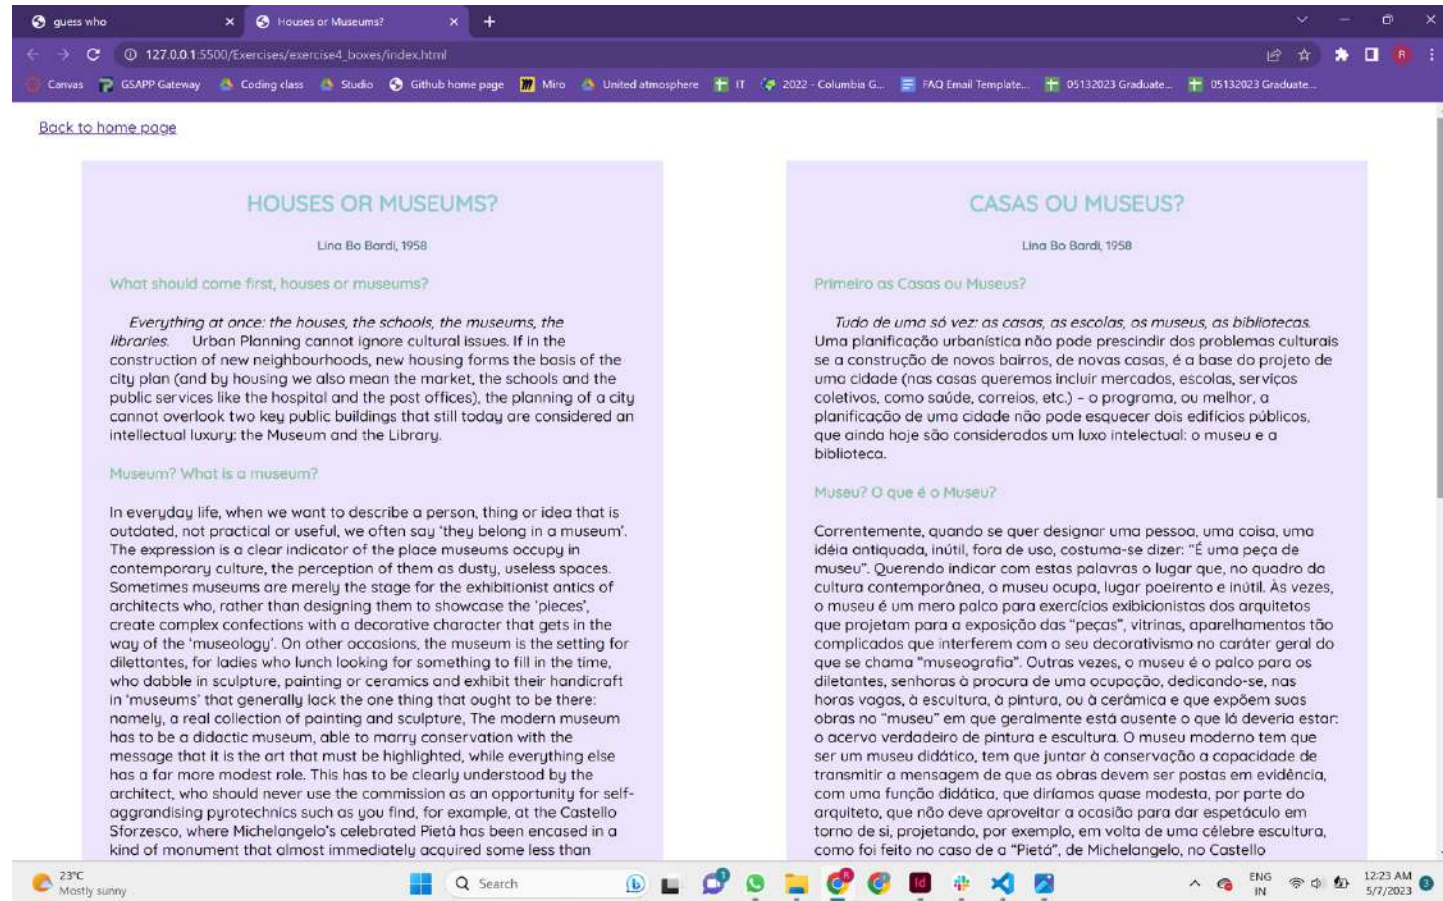 guess who
Houses or Museums?
127.0.0.1:5500/Exercises/exercise4_boxes/index.html
R
Canvas
GSAPP Gateway
Coding class
Studio
Github home page
Miro
United atmosphere
IT
2022 - Columbia G...
FAQ Email Template...
05132023 Graduate...
05132023 Graduate...
Back to home page
HOUSES OR MUSEUMS?
Lina Bo Bardi, 1958
What should come first, houses or museums?
Everything at once: the houses, the schools, the museums, the
libraries. Urban Planning cannot ignore cultural issues. If in the
construction of new neighbourhoods, new housing forms the basis of the
city plan (and by housing we also mean the market, the schools and the
public services like the hospital and the post offices), the planning of a city
cannot overlook two key public buildings that still today are considered an
intellectual luxury: the Museum and the Library.
Museum? What is a museum?
In everyday life, when we want to describe a person, thing or idea that is
outdated, not practical or useful, we often say ‘they belong in a museum’.
The expression is a clear indicator of the place museums occupy in
contemporary culture, the perception of them as dusty, useless spaces.
Sometimes museums are merely the stage for the exhibitionist antics of
architects who, rather than designing them to showcase the ‘pieces’,
create complex confections with a decorative character that gets in the
way of the ‘museology’. On other occasions, the museum is the setting for
dilettantes, for ladies who lunch looking for something to fill in the time,
who dabble in sculpture, painting or ceramics and exhibit their handicraft
in ‘museums’ that generally lack the one thing that ought to be there:
namely, a real collection of painting and sculpture, The modern museum
has to be a didactic museum, able to marry conservation with the
message that it is the art that must be highlighted, while everything else
has a far more modest role. This has to be clearly understood by the
architect, who should never use the commission as an opportunity for self-
aggrandising pyrotechnics such as you find, for example, at the Castello
Sforzesco, where Michelangelo’s celebrated Pietà has been encased in a
kind of monument that almost immediately acquired some less than
CASAS OU MUSEUS?
Lina Bo Bardi, 1958
Primeiro as Casas ou Museus?
Tudo de uma só vez: as casas, as escolas, os museus, as bibliotecas.
Uma planificação urbanística não pode prescindir dos problemas culturais
se a construção de novos bairros, de novas casas, é a base do projeto de
uma cidade (nas casas queremos incluir mercados, escolas, serviços
coletivos, como saúde, correios, etc.) – o programa, ou melhor, a
planificação de uma cidade não pode esquecer dois edifícios públicos,
que ainda hoje são considerados um luxo intelectual: o museu e a
biblioteca.
Museu? O que é o Museu?
Correntemente, quando se quer designar uma pessoa, uma coisa, uma
idéia antiquada, inútil, fora de uso, costuma-se dizer: “É uma peça de
museu”. Querendo indicar com estas palavras o lugar que, no quadro da
cultura contemporânea, o museu ocupa, lugar poeirento e inútil. Às vezes,
o museu é um mero palco para exercícios exibicionistas dos arquitetos
que projetam para a exposição das “peças”, vitrinas, aparelhamentos tão
complicados que interferem com o seu decorativismo no caráter geral do
que se chama “museografia”. Outras vezes, o museu é o palco para os
diletantes, senhoras à procura de uma ocupação, dedicando-se, nas
horas vagas, à escultura, à pintura, ou à cerâmica e que expõem suas
obras no “museu” em que geralmente está ausente o que lá deveria estar:
o acervo verdadeiro de pintura e escultura. O museu moderno tem que
ser um museu didático, tem que juntar à conservação a capacidade de
transmitir a mensagem de que as obras devem ser postas em evidência,
com uma função didática, que diríamos quase modesta, por parte do
arquiteto, que não deve aproveitar a ocasião para dar espetáculo em
torno de si, projetando, por exemplo, em volta de uma célebre escultura,
como foi feito no caso de a “Pietá”, de Michelangelo, no Castello
23°C
Mostly sunny
Search
Id
ENG
IN
12:23 AM
5/7/2023
3